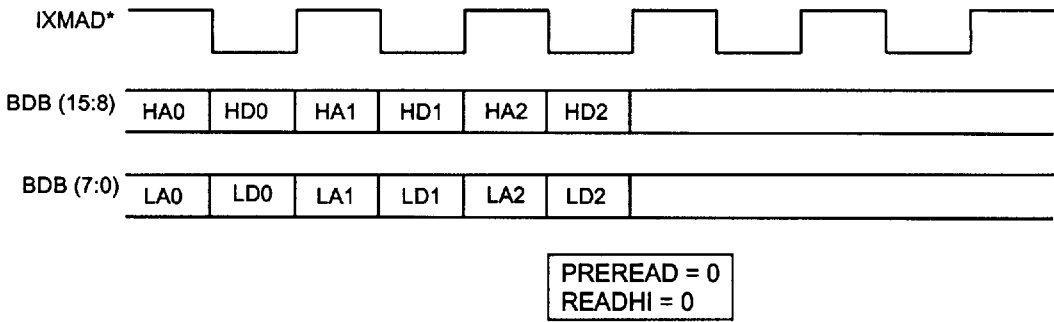 IXMAD*
BDB (15:8) HA0 HD0 HA1 HD1 HA2 HD2
BDB (7:0) LA0 LD0 LA1 LD1 LA2 LD2
PREREAD = 0
READHI = 0